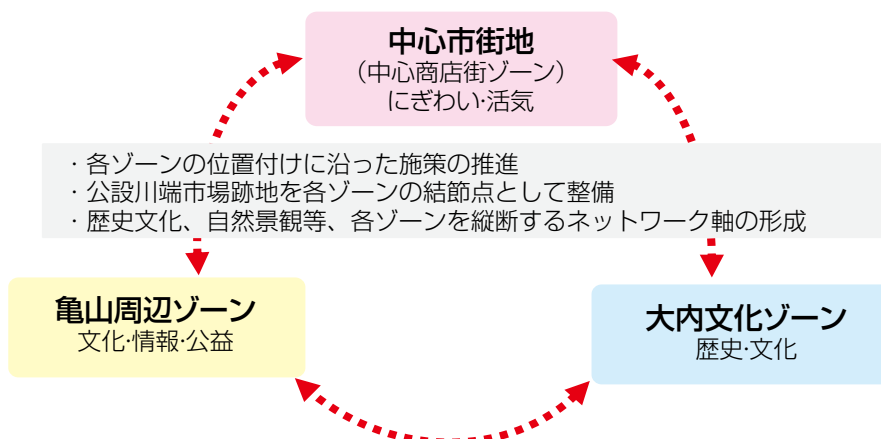 中心市街地
（中心商店街ゾーン）
にぎわい・活気
・各ゾーンの位置付けに沿った施策の推進
・公設川端市場跡地を各ゾーンの結節点として整備
・歴史文化、自然景観等、各ゾーンを縦断するネットワーク軸の形成
亀山周辺ゾーン
文化・情報・公益
大内文化ゾーン
歴史・文化